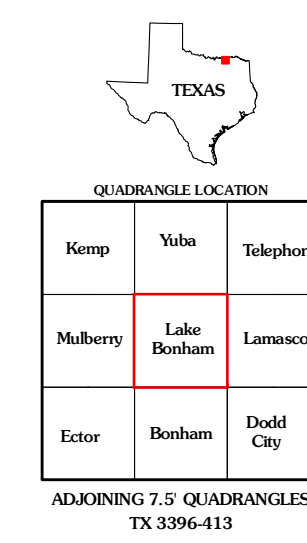 TEXAS
QUADRANGLE LOCATION
Kemp
Yuba
Telephon
Mulberry
Lake
Bonham
Lamasco
Ector
Bonham
Dodd
City
ADJOINING 7.5' QUADRANGLES
TX 3396-413